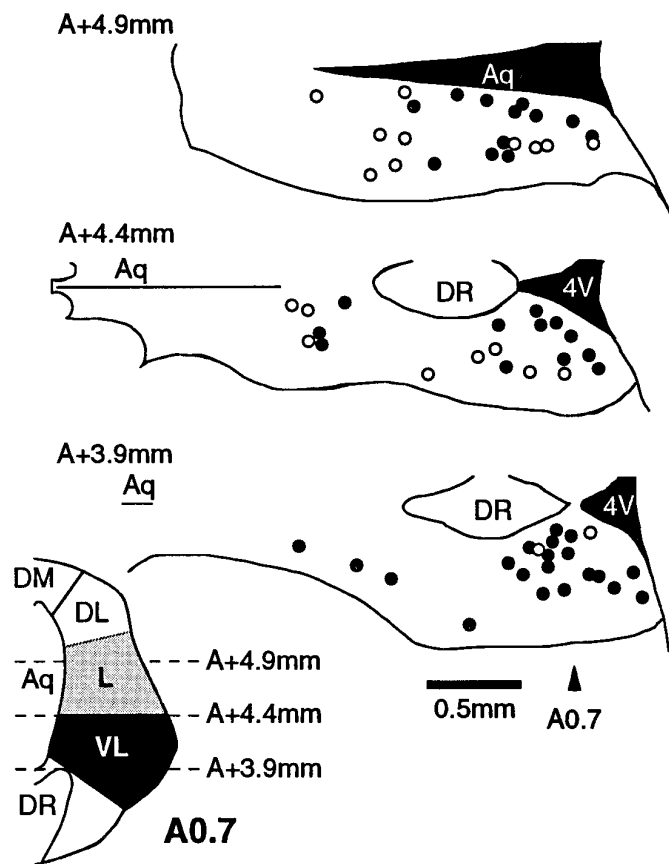 A+4.9mm
Aq
A+4.4mm
Aq
DR
4V
A+3.9mm
Aq
DR
4V
DM
DL
L
A+4.9mm
Aq
A+4.4mm
VL
A+3.9mm
DR
A0.7
0.5mm
A0.7